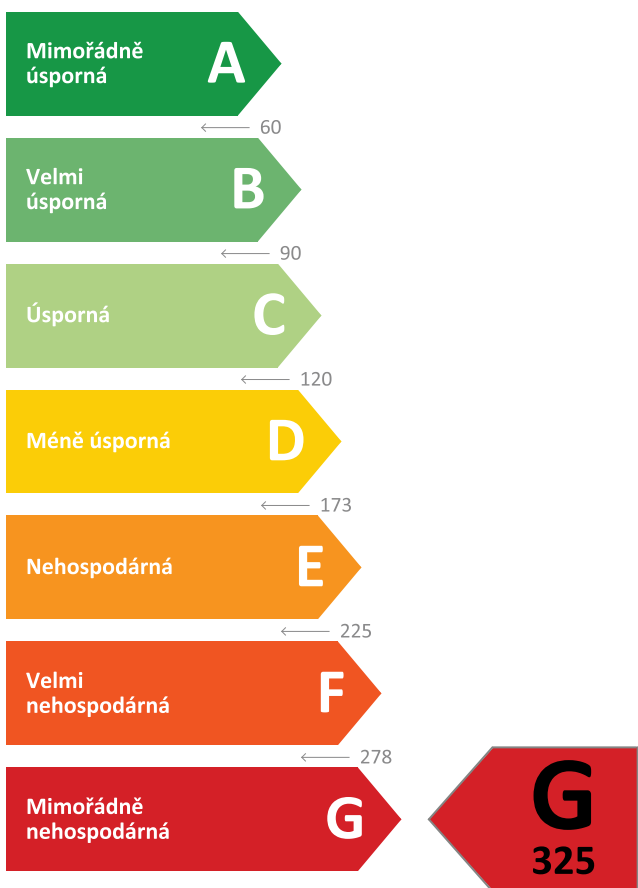 Mimořádně
úsporná
A
60
Velmi
úsporná
B
90
Úsporná
C
120
Méně úsporná
D
173
Nehospodárná
E
225
Velmi
nehospodárná
F
278
Mimořádně
nehospodárná
G
G
325